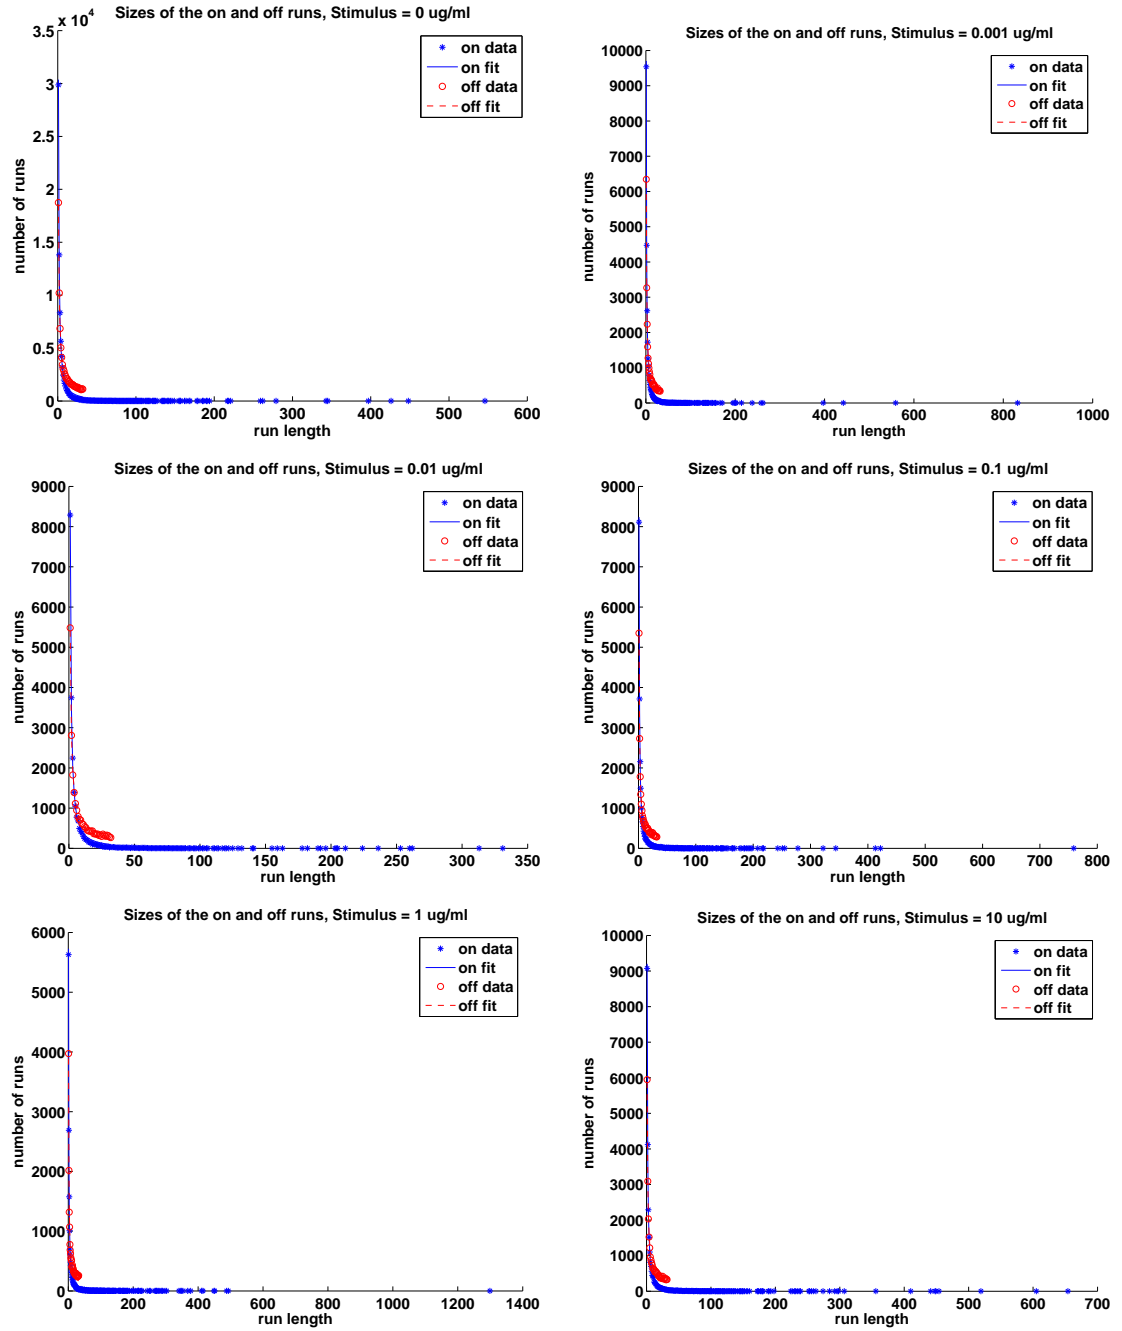 Sizes of the on and off runs, Stimulus = 0 ug/ml
x 10^4
3.5
3
2.5
2
1.5
1
0.5
0
number of runs
0 100 200 300 400 500 600
run length
on data
on fit
off data
off fit
Sizes of the on and off runs, Stimulus = 0.001 ug/ml
10000
9000
8000
7000
6000
5000
4000
3000
2000
1000
0
number of runs
0 200 400 600 800 1000
run length
on data
on fit
off data
off fit
Sizes of the on and off runs, Stimulus = 0.01 ug/ml
9000
8000
7000
6000
5000
4000
3000
2000
1000
0
number of runs
0 50 100 150 200 250 300 350
run length
on data
on fit
off data
off fit
Sizes of the on and off runs, Stimulus = 0.1 ug/ml
9000
8000
7000
6000
5000
4000
3000
2000
1000
0
number of runs
0 100 200 300 400 500 600 700 800
run length
on data
on fit
off data
off fit
Sizes of the on and off runs, Stimulus = 1 ug/ml
6000
5000
4000
3000
2000
1000
0
number of runs
0 200 400 600 800 1000 1200 1400
run length
on data
on fit
off data
off fit
Sizes of the on and off runs, Stimulus = 10 ug/ml
10000
9000
8000
7000
6000
5000
4000
3000
2000
1000
0
number of runs
0 100 200 300 400 500 600 700
run length
on data
on fit
off data
off fit